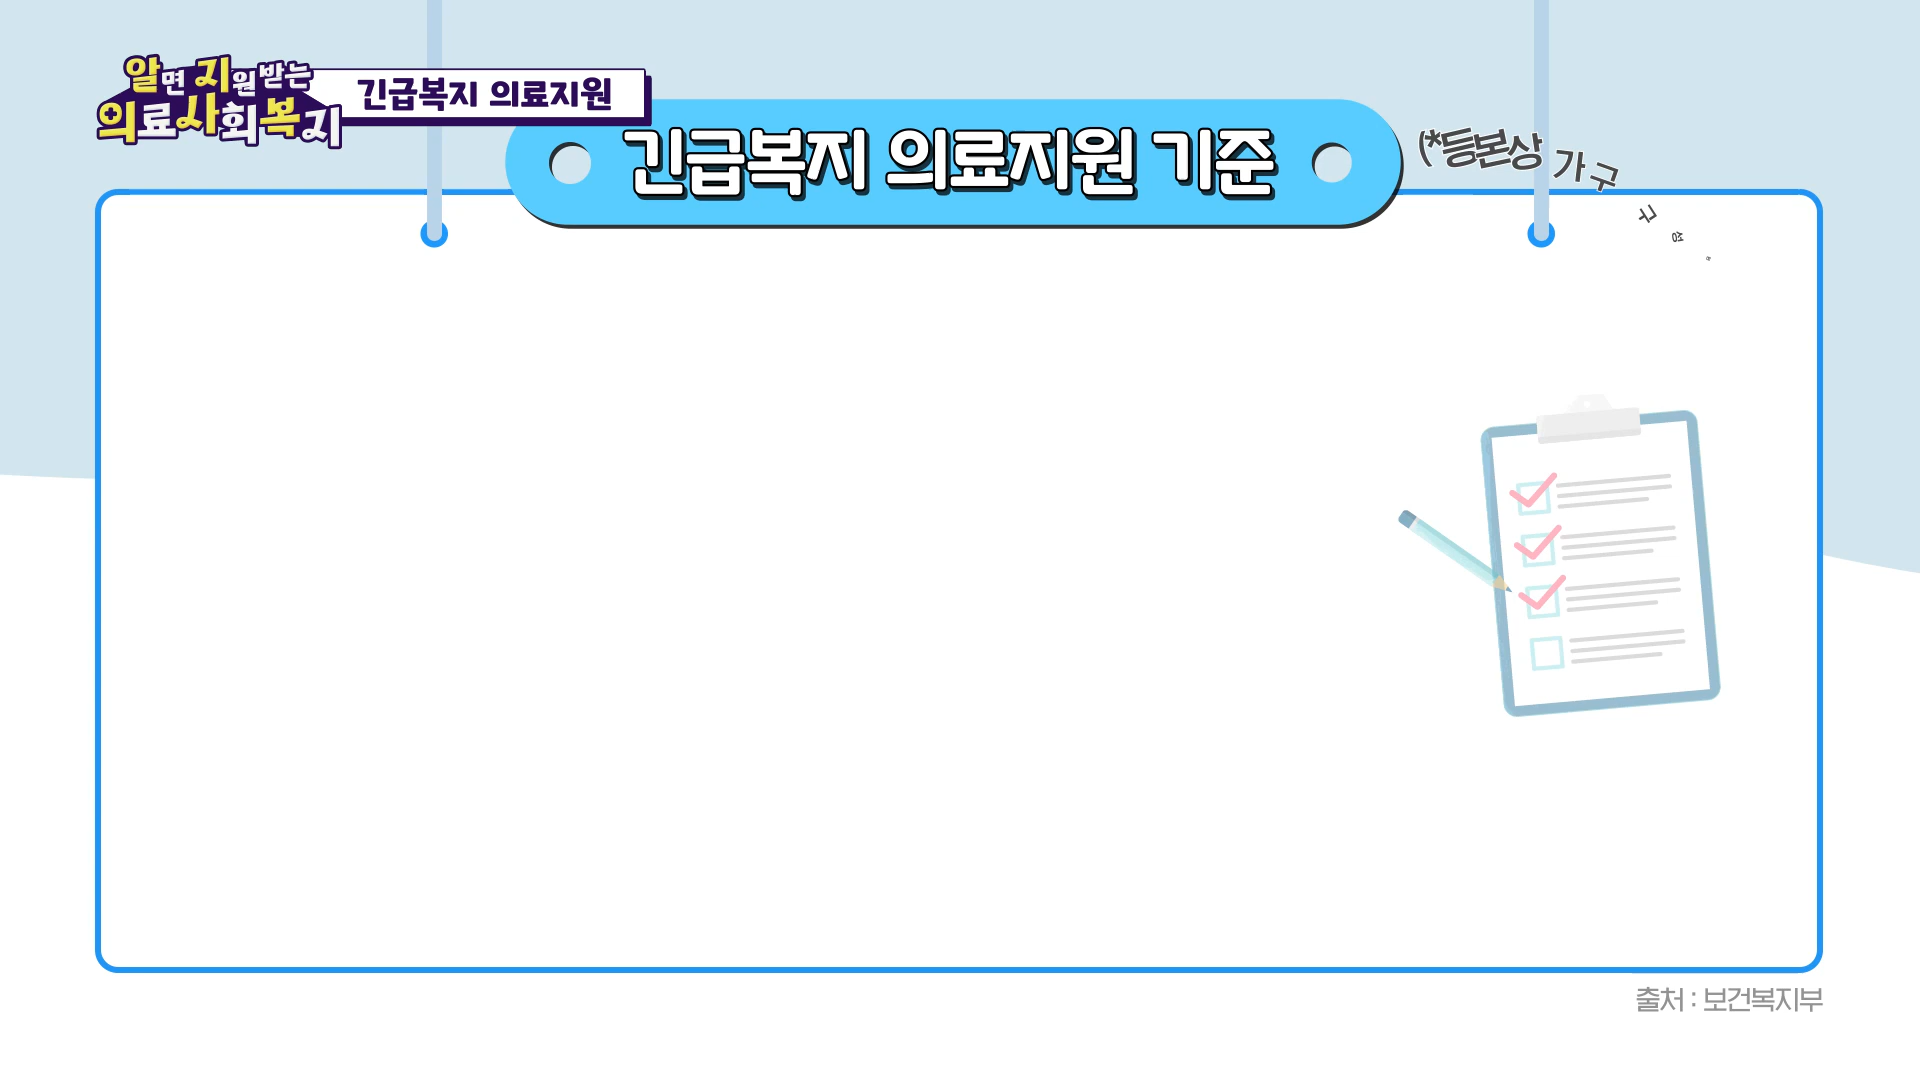 알면 지원받는
의료사회복지
긴급복지 의료지원
긴급복지 의료지원 기준
(*등본상 가구 구성
출처 : 보건복지부